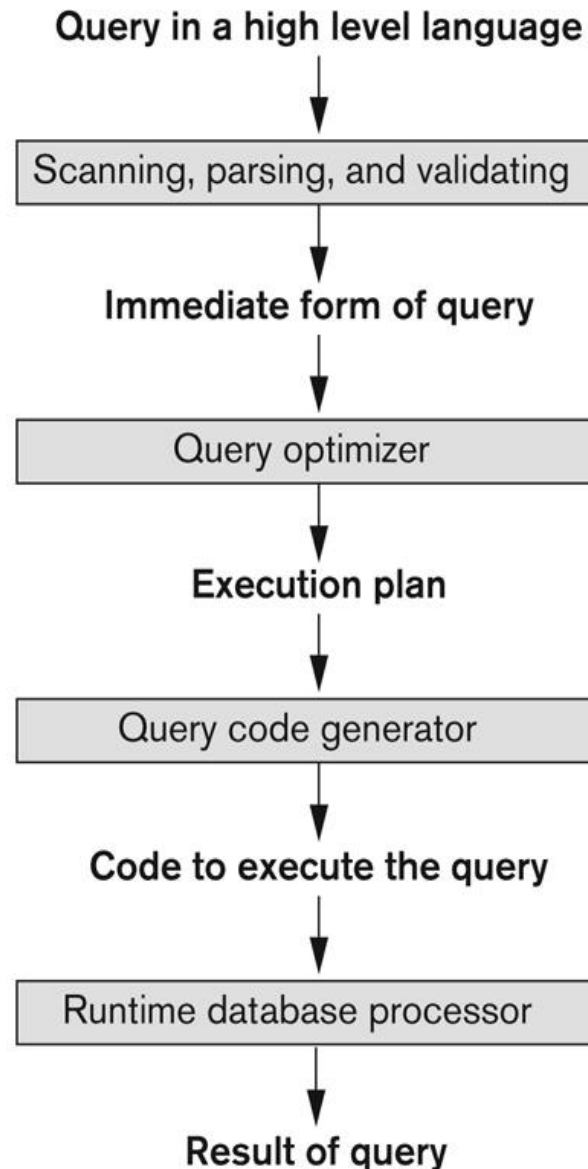 Query in a high level language
Scanning, parsing, and validating
Immediate form of query
Query optimizer
Execution plan
Query code generator
Code to execute the query
Runtime database processor
Result of query